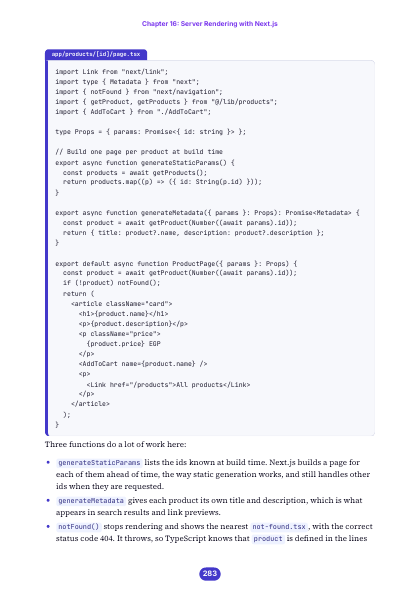 Chapter 16: Server Rendering with Next.js
app/products/[id]/page.tsx
import Link from "next/link";
import type { Metadata } from "next";
import { notFound } from "next/navigation";
import { getProduct, getProducts } from "@/lib/products";
import { AddToCart } from "./AddToCart";

type Props = { params: Promise<{ id: string }> };

// Build one page per product at build time
export async function generateStaticParams() {
  const products = await getProducts();
  return products.map((p) => ({ id: String(p.id) }));
}

export async function generateMetadata({ params }: Props): Promise<Metadata> {
  const product = await getProduct(Number((await params).id));
  return { title: product?.name, description: product?.description };
}

export default async function ProductPage({ params }: Props) {
  const product = await getProduct(Number((await params).id));
  if (!product) notFound();
  return (
    <article className="card">
      <h1>{product.name}</h1>
      <p>{product.description}</p>
      <p className="price">
        {product.price} EGP
      </p>
      <AddToCart name={product.name} />
      <p>
        <Link href="/products">All products</Link>
      </p>
    </article>
  );
}
Three functions do a lot of work here:
• generateStaticParams lists the ids known at build time. Next.js builds a page for
each of them ahead of time, the way static generation works, and still handles other
ids when they are requested.
• generateMetadata gives each product its own title and description, which is what
appears in search results and link previews.
• notFound() stops rendering and shows the nearest not-found.tsx, with the correct
status code 404. It throws, so TypeScript knows that product is defined in the lines
283